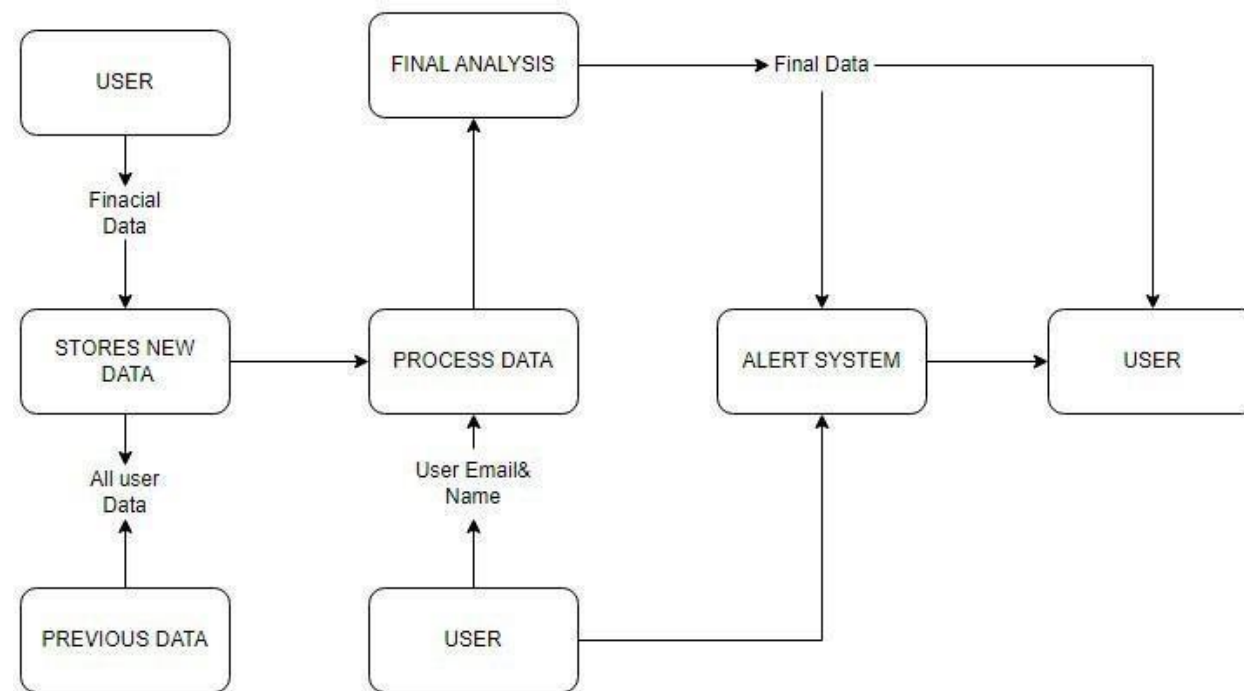 USER
FINAL ANALYSIS
Final Data
Finacial
Data
STORES NEW
DATA
PROCESS DATA
ALERT SYSTEM
USER
All user
Data
User Email&
Name
PREVIOUS DATA
USER